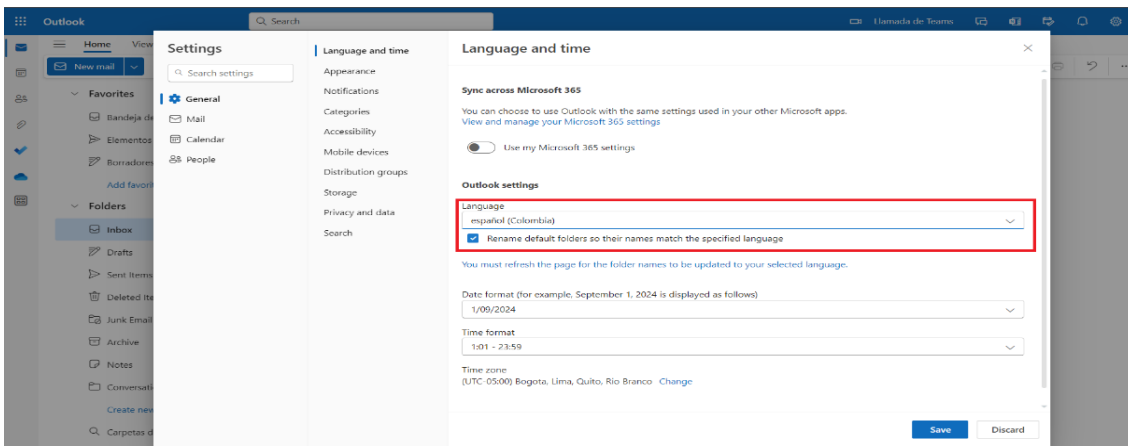 Outlook
Search
Llamada de Teams
Home View
New mail
Favorites
Bandeja de
Elementos
Borradores
Add favorit
Folders
Inbox
Drafts
Sent Items
Deleted Ite
Junk Email
Archive
Notes
Conversati
Create new
Carpetas d
Settings
Search settings
General
Mail
Calendar
People
Language and time
Appearance
Notifications
Categories
Accessibility
Mobile devices
Distribution groups
Storage
Privacy and data
Search
Language and time
Sync across Microsoft 365
You can choose to use Outlook with the same settings used in your other Microsoft apps.
View and manage your Microsoft 365 settings
Use my Microsoft 365 settings
Outlook settings
Language
español (Colombia)
Rename default folders so their names match the specified language
You must refresh the page for the folder names to be updated to your selected language.
Date format (for example, September 1, 2024 is displayed as follows)
1/09/2024
Time format
1:01 - 23:59
Time zone
(UTC-05:00) Bogota, Lima, Quito, Rio Branco Change
Save Discard